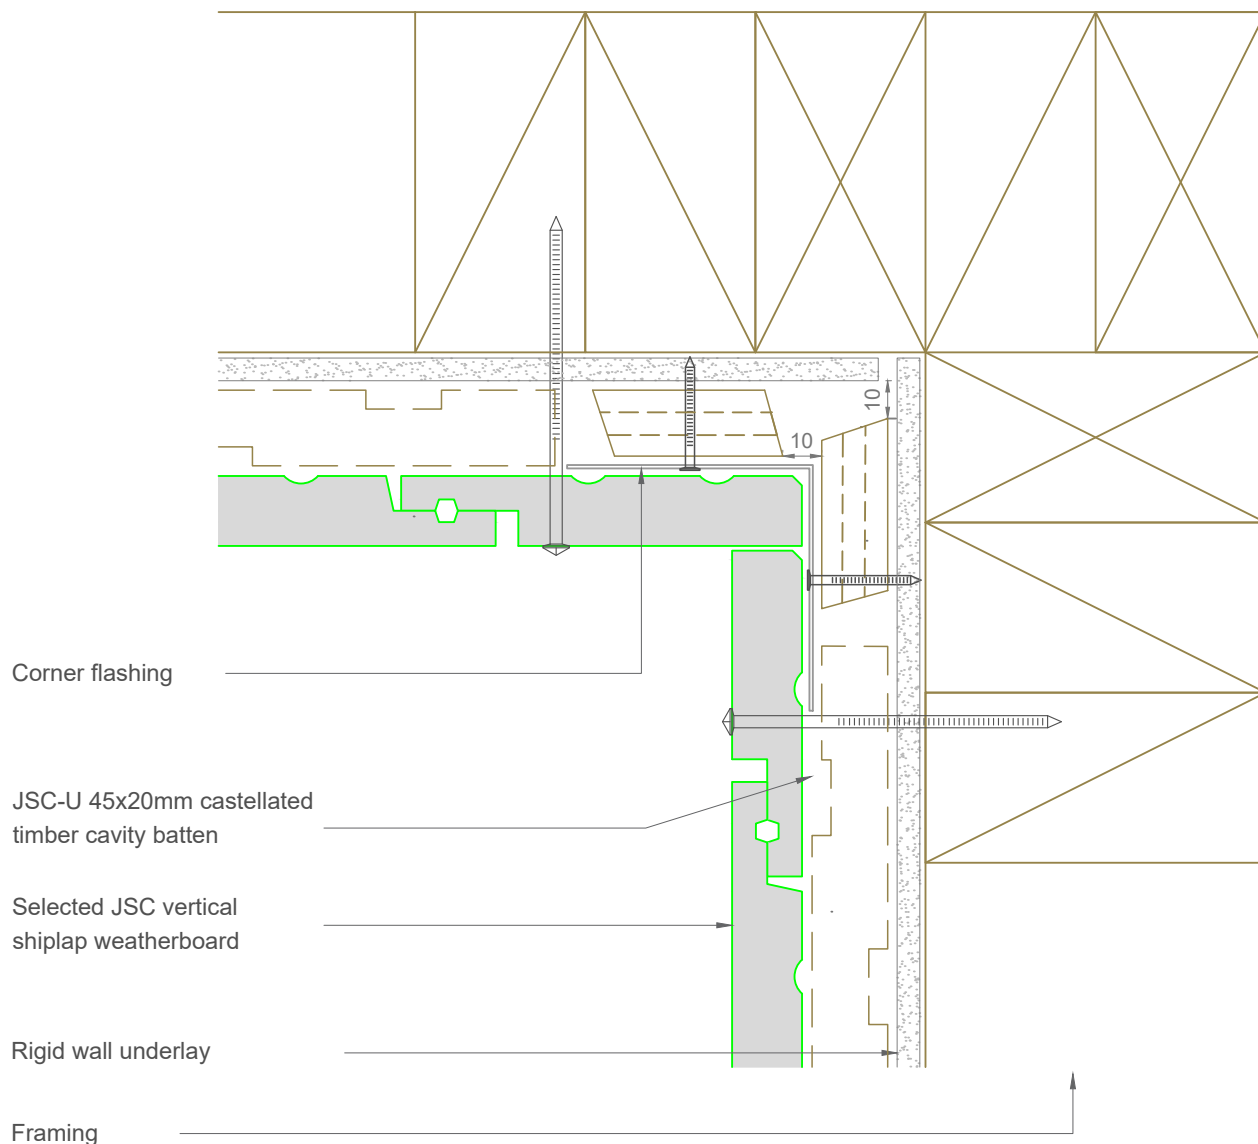 10
10
Corner flashing
JSC-U 45x20mm castellated
timber cavity batten
Selected JSC vertical
shiplap weatherboard
Rigid wall underlay
Framing